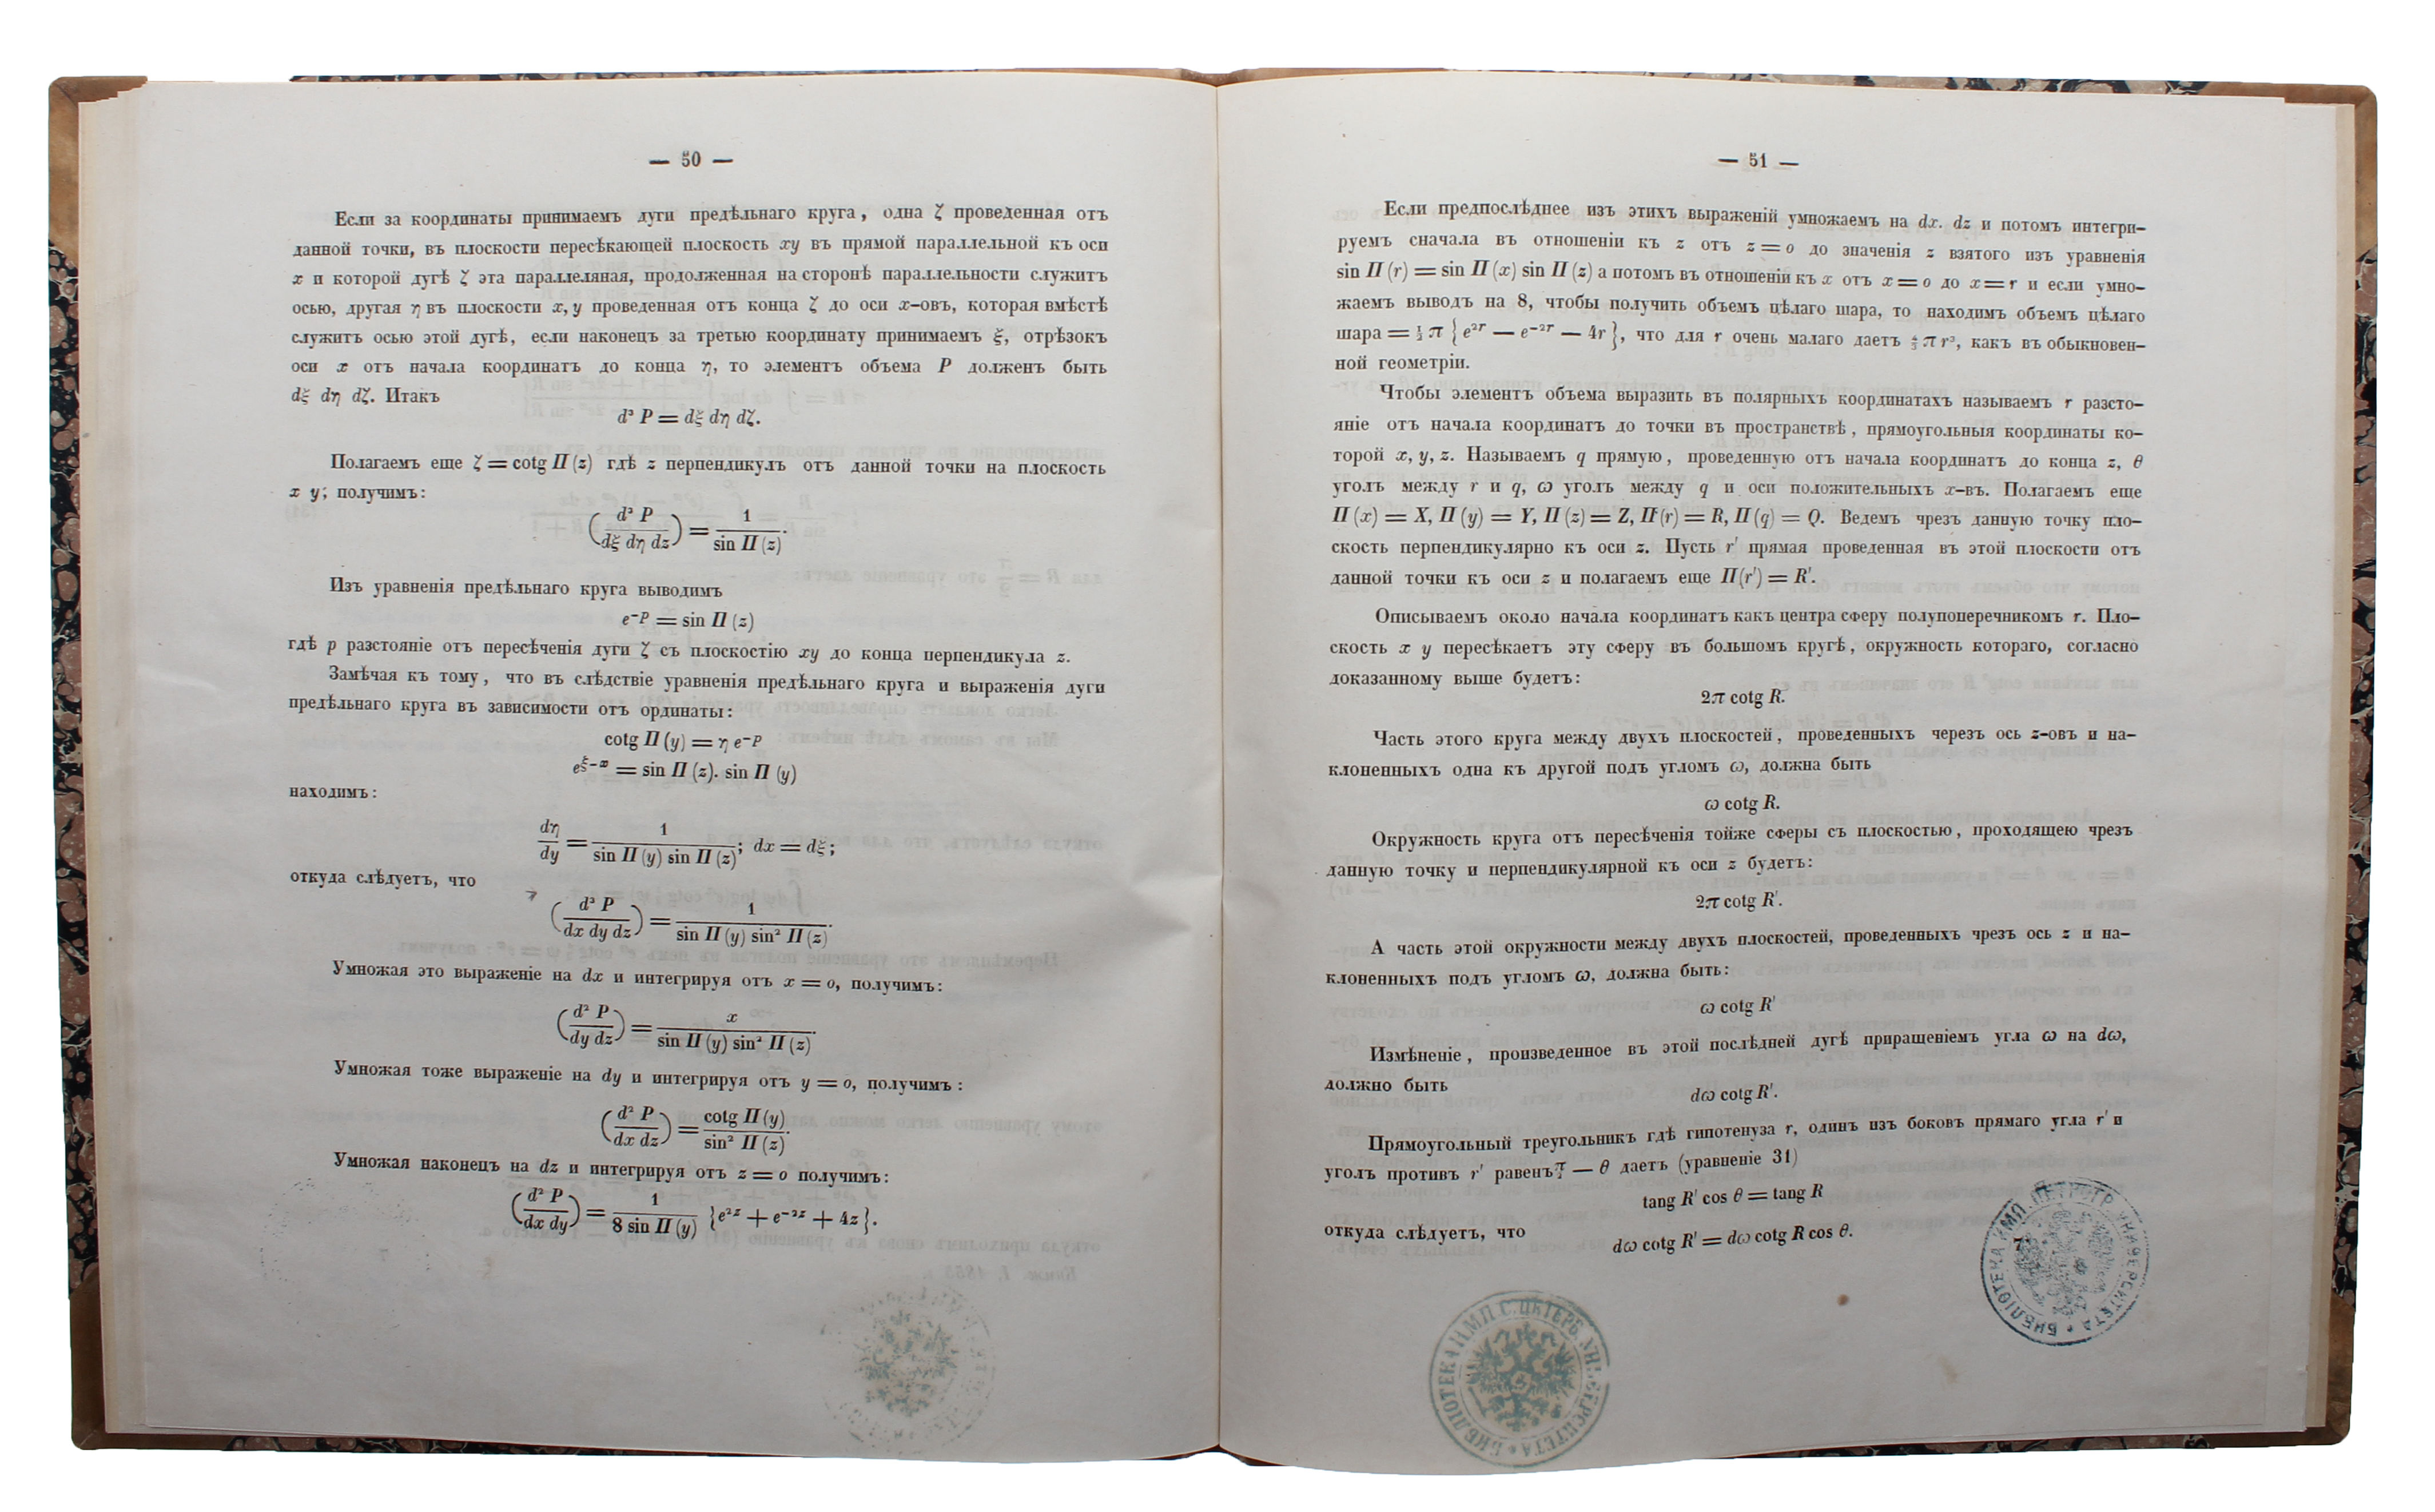 — 50 —
Если за координаты принимаемъ дуги предѣльнаго круга, одна ζ проведенная отъ
данной точки, въ плоскости пересѣкающей плоскость xy въ прямой параллельной къ оси
x и которой дугѣ ζ эта параллеляная, продолженная на сторонѣ параллельности служитъ
осью, другая η въ плоскости x, y проведенная отъ конца ζ до оси x-овъ, которая вмѣстѣ
служитъ осью этой дугѣ, если наконецъ за третью координату принимаемъ ξ, отрѣзокъ
оси x отъ начала координатъ до конца η, то элементъ объема P долженъ быть
dξ dη dζ. Итакъ
d³ P = dξ dη dζ.
Полагаемъ еще ζ = cotg Π (z) гдѣ z перпендикулъ отъ данной точки на плоскость
x y; получимъ:
(d³ P / dξ dη dz) = 1 / sin Π (z).
Изъ уравненія предѣльнаго круга выводимъ
e⁻ᵖ = sin Π (z)
гдѣ p разстояніе отъ пересѣченія дуги ζ съ плоскостію xy до конца перпендикула z.
Замѣчая къ тому, что въ слѣдствіе уравненія предѣльнаго круга и выраженія дуги
предѣльнаго круга въ зависимости отъ ординаты:
cotg Π (y) = η e⁻ᵖ
e^{ξ-x} = sin Π (z). sin Π (y)
находимъ:
dη / dy = 1 / sin Π (y) sin Π (z); dx = dξ;
откуда слѣдуетъ, что
(d³ P / dx dy dz) = 1 / sin Π (y) sin² Π (z).
Умножая это выраженіе на dx и интегрируя отъ x = o, получимъ:
(d² P / dy dz) = x / sin Π (y) sin² Π (z).
Умножая тоже выраженіе на dy и интегрируя отъ y = o, получимъ:
(d² P / dx dz) = cotg Π (y) / sin² Π (z).
Умножая наконецъ на dz и интегрируя отъ z = o получимъ:
(d² P / dx dy) = 1 / 8 sin Π (y) {e^{2z} + e^{-2z} + 4z}.
— 51 —
Если предпослѣднее изъ этихъ выраженій умножаемъ на dx. dz и потомъ интегри-
руемъ сначала въ отношеніи къ z отъ z = o до значенія z взятого изъ уравненія
sin Π (r) = sin Π (x) sin Π (z) а потомъ въ отношеніи къ x отъ x = o до x = r и если умно-
жаемъ выводъ на 8, чтобы получить объемъ цѣлаго шара, то находимъ объемъ цѣлаго
шара = ½ π {e^{2r} — e^{-2r} — 4r}, что для r очень малаго даетъ 4/3 π r³, какъ въ обыкновен-
ной геометріи.
Чтобы элементъ объема выразить въ полярныхъ координатахъ называемъ r разсто-
яніе отъ начала координатъ до точки въ пространствѣ, прямоугольныя координаты ко-
торой x, y, z. Называемъ q прямую, проведенную отъ начала координатъ до конца z, θ
уголъ между r и q, ω уголъ между q и оси положительныхъ x-въ. Полагаемъ еще
Π (x) = X, Π (y) = Y, Π (z) = Z, Π (r) = R, Π (q) = Q. Ведемъ чрезъ данную точку пло-
скость перпендикулярно къ оси z. Пусть r' прямая проведенная въ этой плоскости отъ
данной точки къ оси z и полагаемъ еще Π (r') = R'.
Описываемъ около начала координатъ какъ центра сферу полупоперечникомъ r. Пло-
скость x y пересѣкаетъ эту сферу въ большомъ кругѣ, окружность котораго, согласно
доказанному выше будетъ:
2π cotg R.
Часть этого круга между двухъ плоскостей, проведенныхъ черезъ ось z-овъ и на-
клоненныхъ одна къ другой подъ угломъ ω, должна быть
ω cotg R.
Окружность круга отъ пересѣченія тойже сферы съ плоскостью, проходящею чрезъ
данную точку и перпендикулярной къ оси z будетъ:
2π cotg R'.
А часть этой окружности между двухъ плоскостей, проведенныхъ чрезъ ось z и на-
клоненныхъ подъ угломъ ω, должна быть:
ω cotg R'
Измѣненіе, произведенное въ этой послѣдней дугѣ приращеніемъ угла ω на dω,
должно быть
dω cotg R'.
Прямоугольный треугольникъ гдѣ гипотенуза r, одинъ изъ боковъ прямаго угла r' и
уголъ противъ r' равенъ π/2 — θ даетъ (уравненіе 31)
tang R' cos θ = tang R
откуда слѣдуетъ, что
dω cotg R' = dω cotg R cos θ.
7
БИБЛІОТЕКА ИМП. С. ПЕТЕРБ. УНИВЕРСИТЕТА
БИБЛІОТЕКА ИМП. ПЕТРОГР. УНИВЕРСИТЕТА